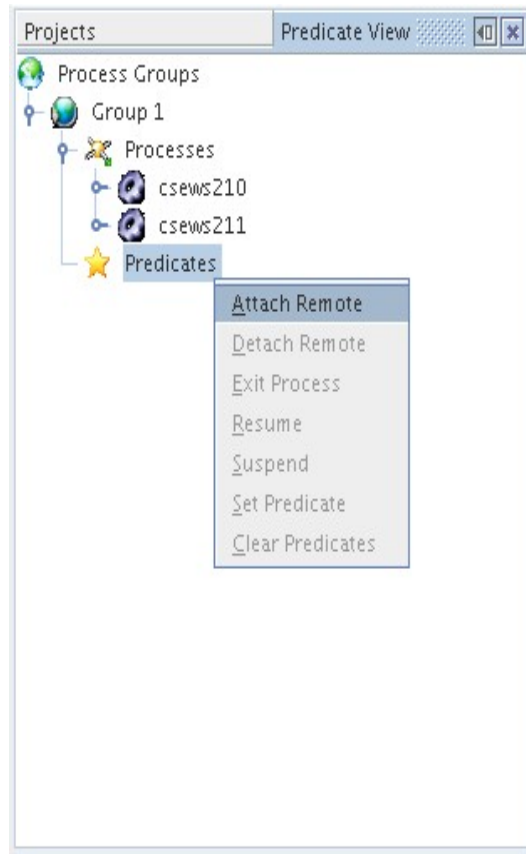 Projects
Predicate View
Process Groups
Group 1
Processes
csews210
csews211
Predicates
Attach Remote
Detach Remote
Exit Process
Resume
Suspend
Set Predicate
Clear Predicates